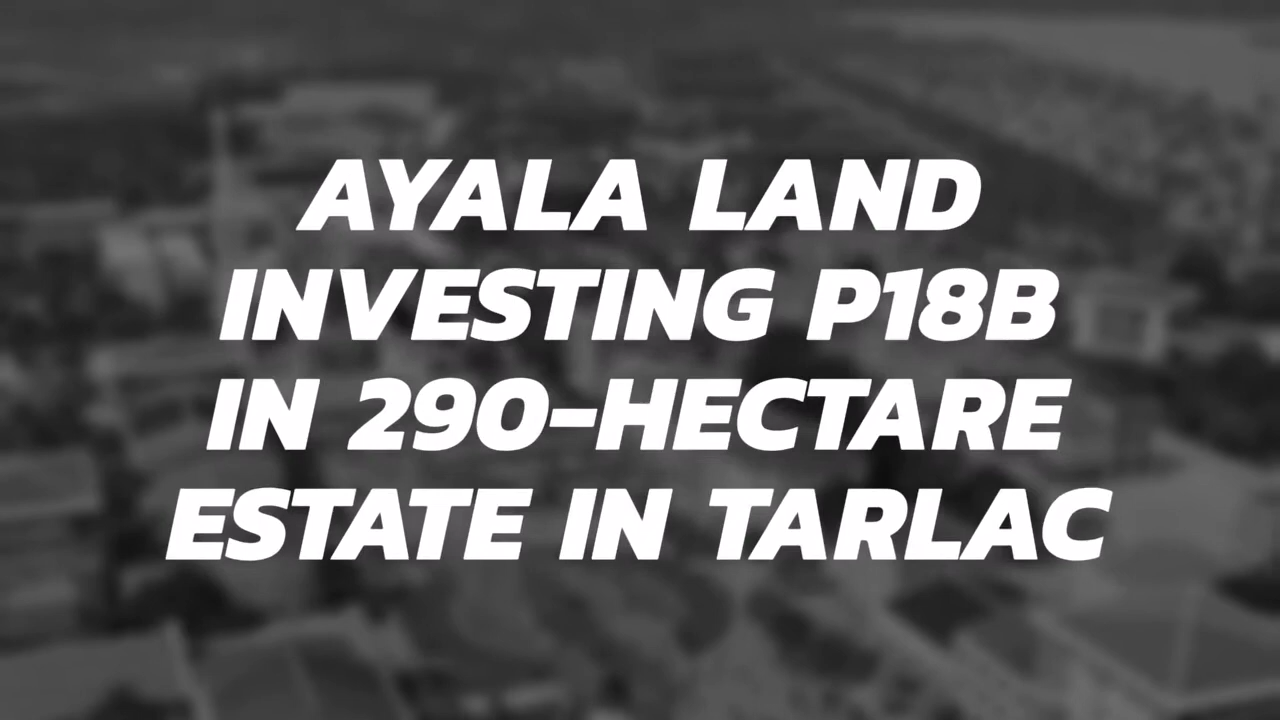 AYALA LAND
INVESTING P18B
IN 290-HECTARE
ESTATE IN TARLAC